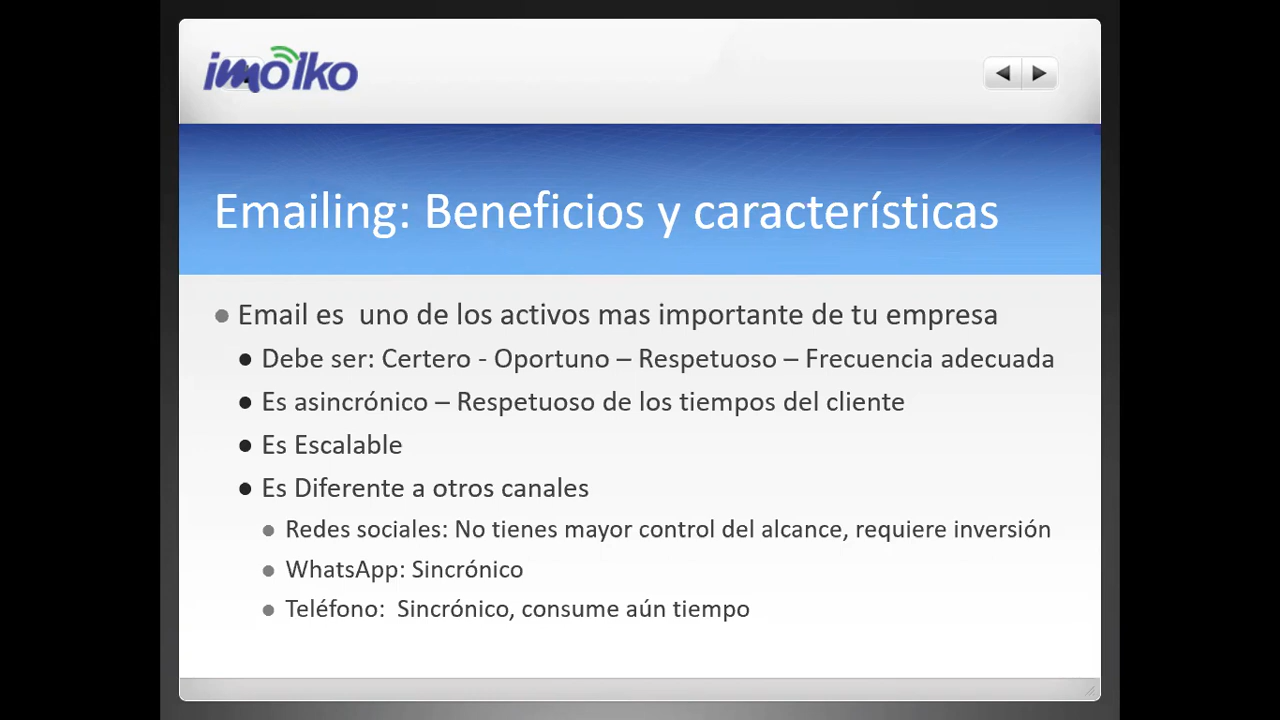 imolko
Emailing: Beneficios y características
Email es uno de los activos mas importante de tu empresa
Debe ser: Certero - Oportuno – Respetuoso – Frecuencia adecuada
Es asincrónico – Respetuoso de los tiempos del cliente
Es Escalable
Es Diferente a otros canales
Redes sociales: No tienes mayor control del alcance, requiere inversión
WhatsApp: Sincrónico
Teléfono: Sincrónico, consume aún tiempo